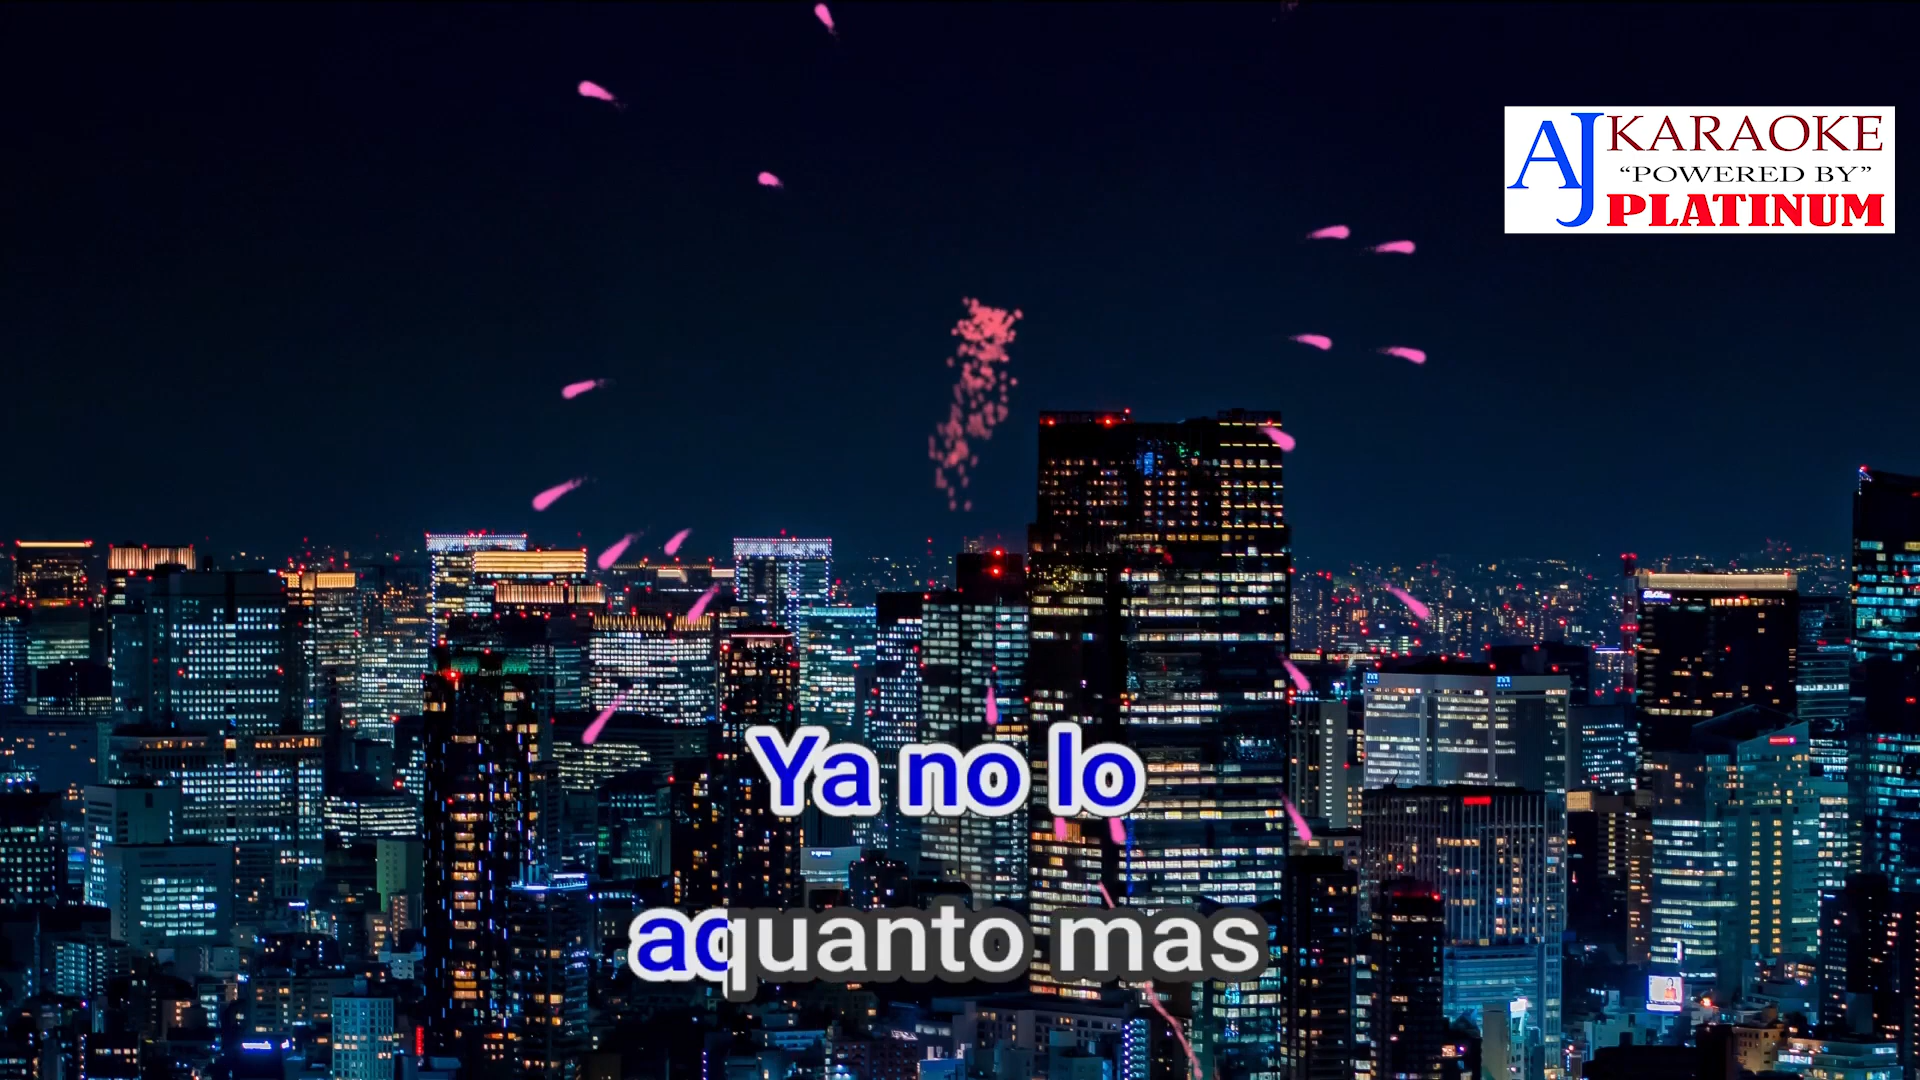 AJ KARAOKE
"POWERED BY"
PLATINUM
Ya no lo
aquanto mas